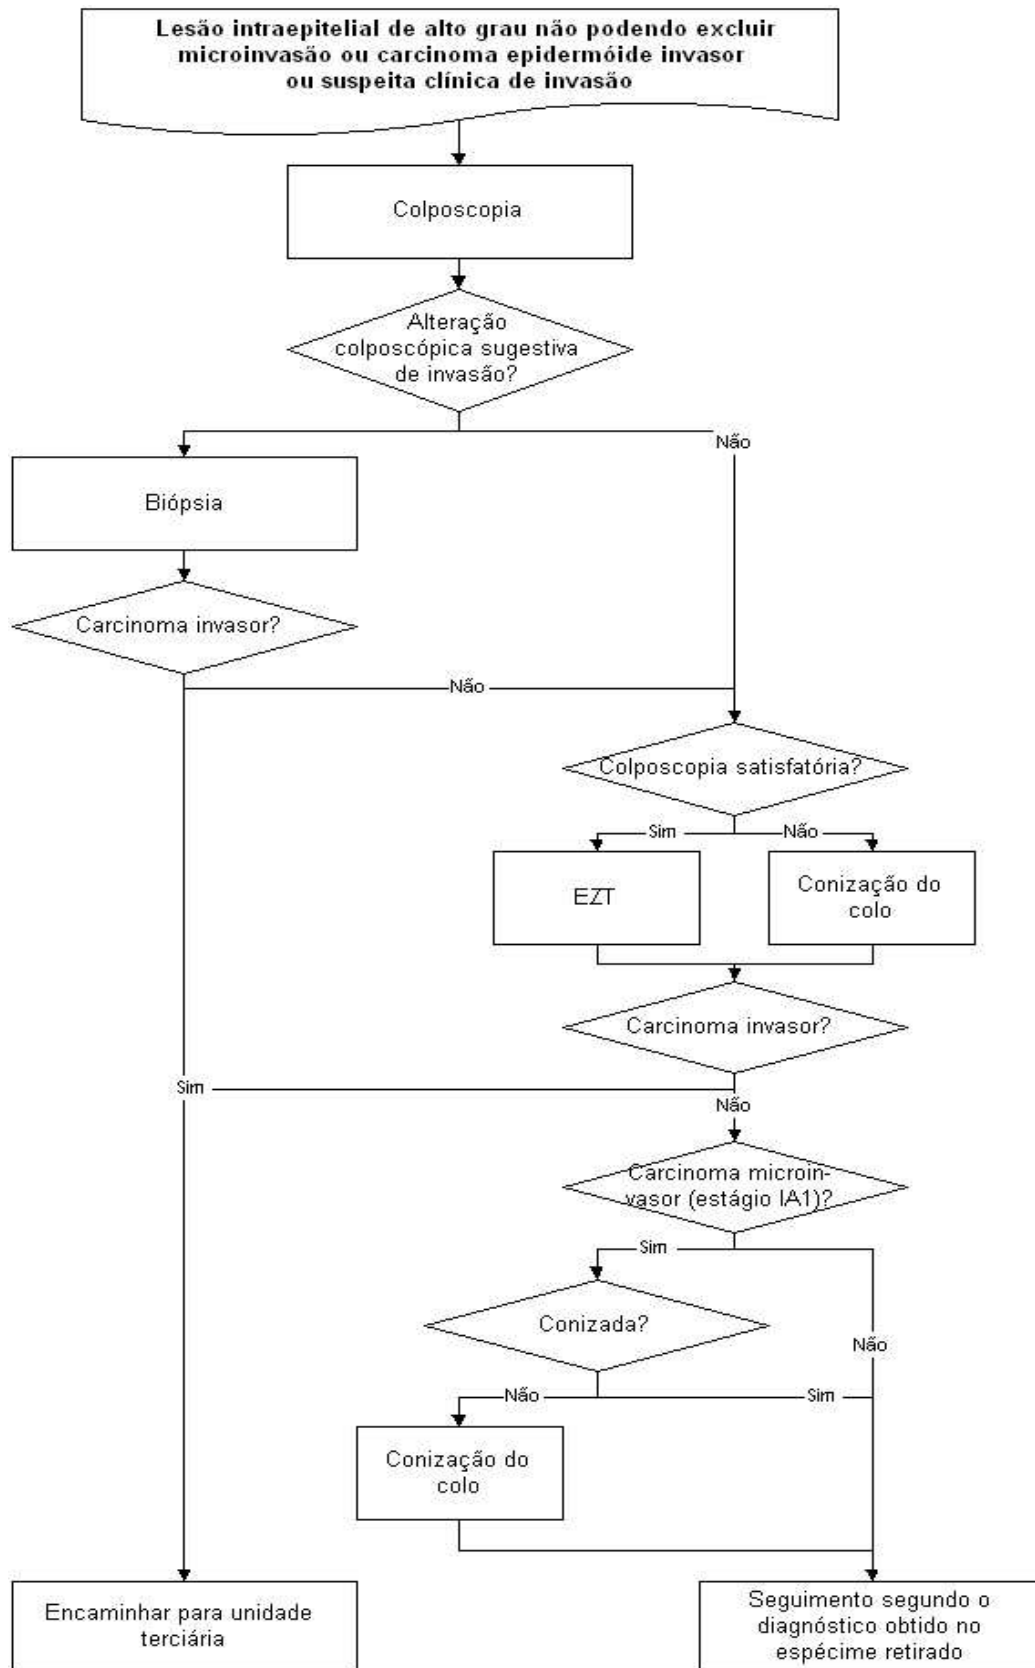 Lesão intraepitelial de alto grau não podendo excluir
microinvasão ou carcinoma epidermóide invasor
ou suspeita clínica de invasão
Colposcopia
Alteração
colposcópica sugestiva
de invasão?
Não
Biópsia
Carcinoma invasor?
Não
Colposcopia satisfatória?
Sim
Não
EZT
Conização do
colo
Carcinoma invasor?
Sim
Não
Carcinoma microin-
vasor (estágio IA1)?
Sim
Conizada?
Não
Não
Sim
Conização do
colo
Encaminhar para unidade
terciária
Seguimento segundo o
diagnóstico obtido no
espécime retirado